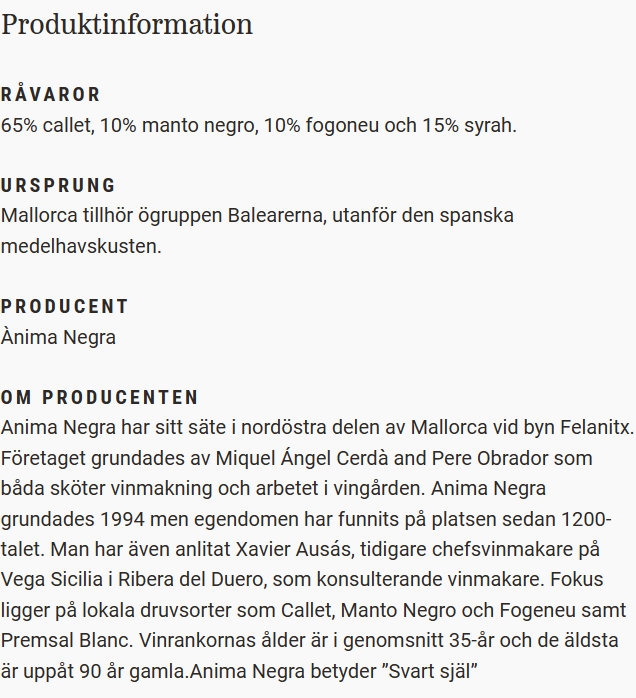 Produktinformation
RÅVAROR
65% callet, 10% manto negro, 10% fogoneu och 15% syrah.
URSPRUNG
Mallorca tillhör ögruppen Balearerna, utanför den spanska
medelhavskusten.
PRODUCENT
Ànima Negra
OM PRODUCENTEN
Anima Negra har sitt säte i nordöstra delen av Mallorca vid byn Felanitx.
Företaget grundades av Miquel Ángel Cerdà and Pere Obrador som
båda sköter vinmakning och arbetet i vingården. Anima Negra
grundades 1994 men egendomen har funnits på platsen sedan 1200-
talet. Man har även anlitat Xavier Ausás, tidigare chefsvinmakare på
Vega Sicilia i Ribera del Duero, som konsulterande vinmakare. Fokus
ligger på lokala druvsorter som Callet, Manto Negro och Fogeneu samt
Premsal Blanc. Vinrankornas ålder är i genomsnitt 35-år och de äldsta
är uppåt 90 år gamla.Anima Negra betyder ”Svart själ”